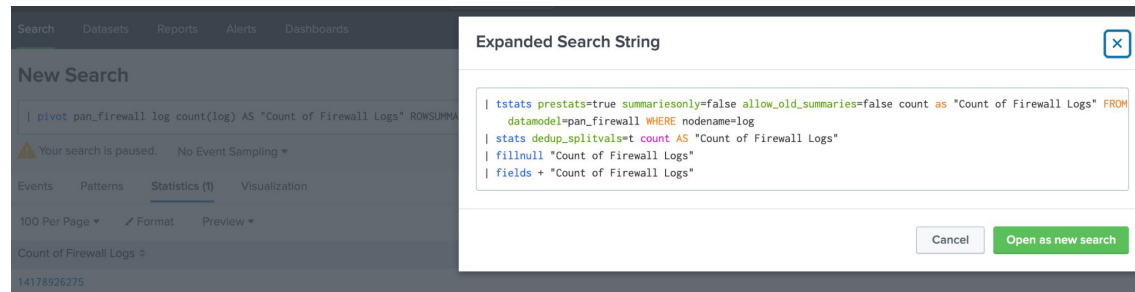 Search Datasets Reports Alerts Dashboards
New Search
| pivot pan_firewall log count(log) AS "Count of Firewall Logs" ROWSUMMA
Your search is paused. No Event Sampling
Events Patterns Statistics (1) Visualization
100 Per Page Format Preview
Count of Firewall Logs
14178926275
Expanded Search String
| tstats prestats=true summariesonly=false allow_old_summaries=false count as "Count of Firewall Logs" FROM
datamodel=pan_firewall WHERE nodename=log
| stats dedup_splitvals=t count AS "Count of Firewall Logs"
| fillnull "Count of Firewall Logs"
| fields + "Count of Firewall Logs"
Cancel Open as new search